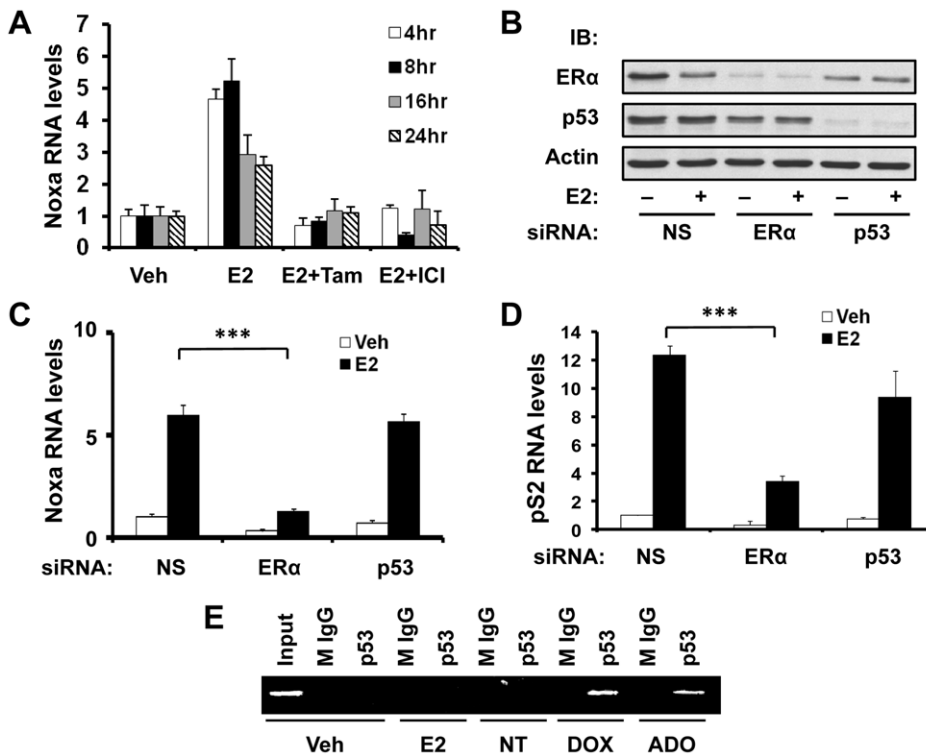 A
Noxa RNA levels
7
6
5
4
3
2
1
0
4hr
8hr
16hr
24hr
Veh E2 E2+Tam E2+ICI
B
IB:
ERα
p53
Actin
E2: – + – + – +
siRNA: NS ERα p53
C
Noxa RNA levels
10
5
0
***
Veh
E2
siRNA: NS ERα p53
D
pS2 RNA levels
14
12
10
8
6
4
2
0
***
Veh
E2
siRNA: NS ERα p53
E
Input M IgG p53 M IgG p53 M IgG p53 M IgG p53 M IgG p53
Veh E2 NT DOX ADO